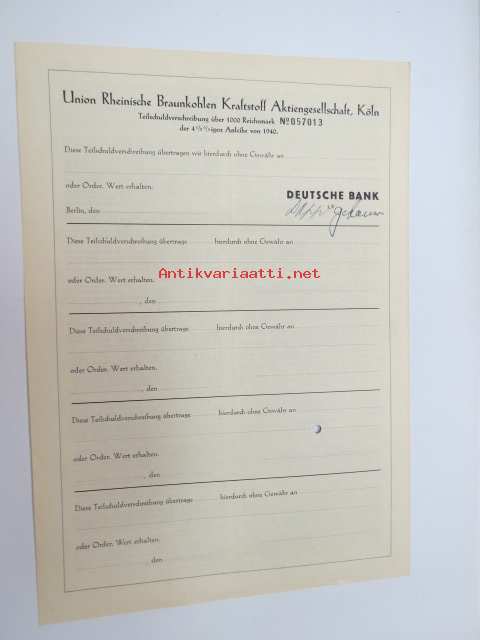 Union Rheinische Braunkohlen Kraftstoff Aktiengesellschaft, Köln
Teilschuldverschreibung über 1000 Reichsmark № 057013
der 4½%igen Anleihe von 1940.
Diese Teilschuldverschreibung übertragen wir hierdurch ohne Gewähr an
oder Order. Wert erhalten.
DEUTSCHE BANK
Berlin, den
Diese Teilschuldverschreibung übertrage hierdurch ohne Gewähr an
Antikvariaatti.net
oder Order. Wert erhalten.
, den
Diese Teilschuldverschreibung übertrage hierdurch ohne Gewähr an
oder Order. Wert erhalten.
, den
Diese Teilschuldverschreibung übertrage hierdurch ohne Gewähr an
oder Order. Wert erhalten.
, den
Diese Teilschuldverschreibung übertrage hierdurch ohne Gewähr an
oder Order. Wert erhalten.
, den